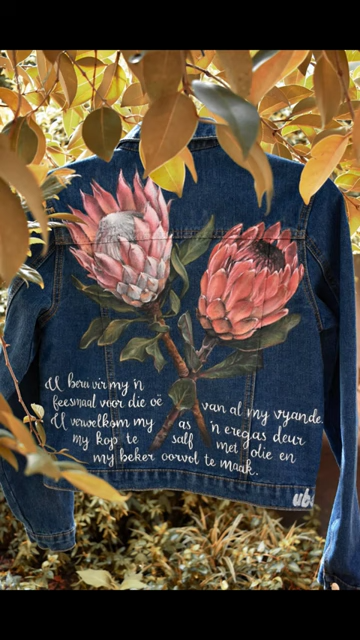 U berei vir my 'n
feesmaal voor die oë van al my vyande.
U verwelkom my as 'n eregas deur
my kop te salf met olie en
my beker oorvol te maak.